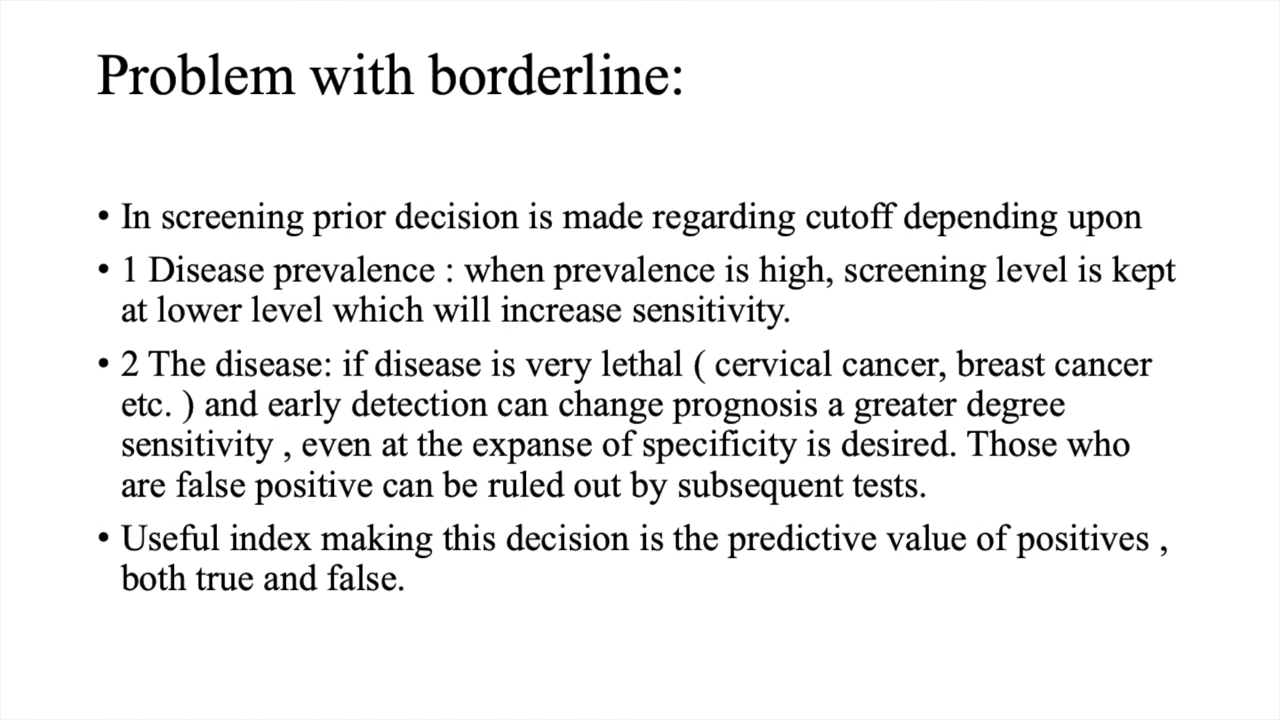 Problem with borderline:
• In screening prior decision is made regarding cutoff depending upon
• 1 Disease prevalence : when prevalence is high, screening level is kept
at lower level which will increase sensitivity.
• 2 The disease: if disease is very lethal ( cervical cancer, breast cancer
etc. ) and early detection can change prognosis a greater degree
sensitivity , even at the expanse of specificity is desired. Those who
are false positive can be ruled out by subsequent tests.
• Useful index making this decision is the predictive value of positives ,
both true and false.